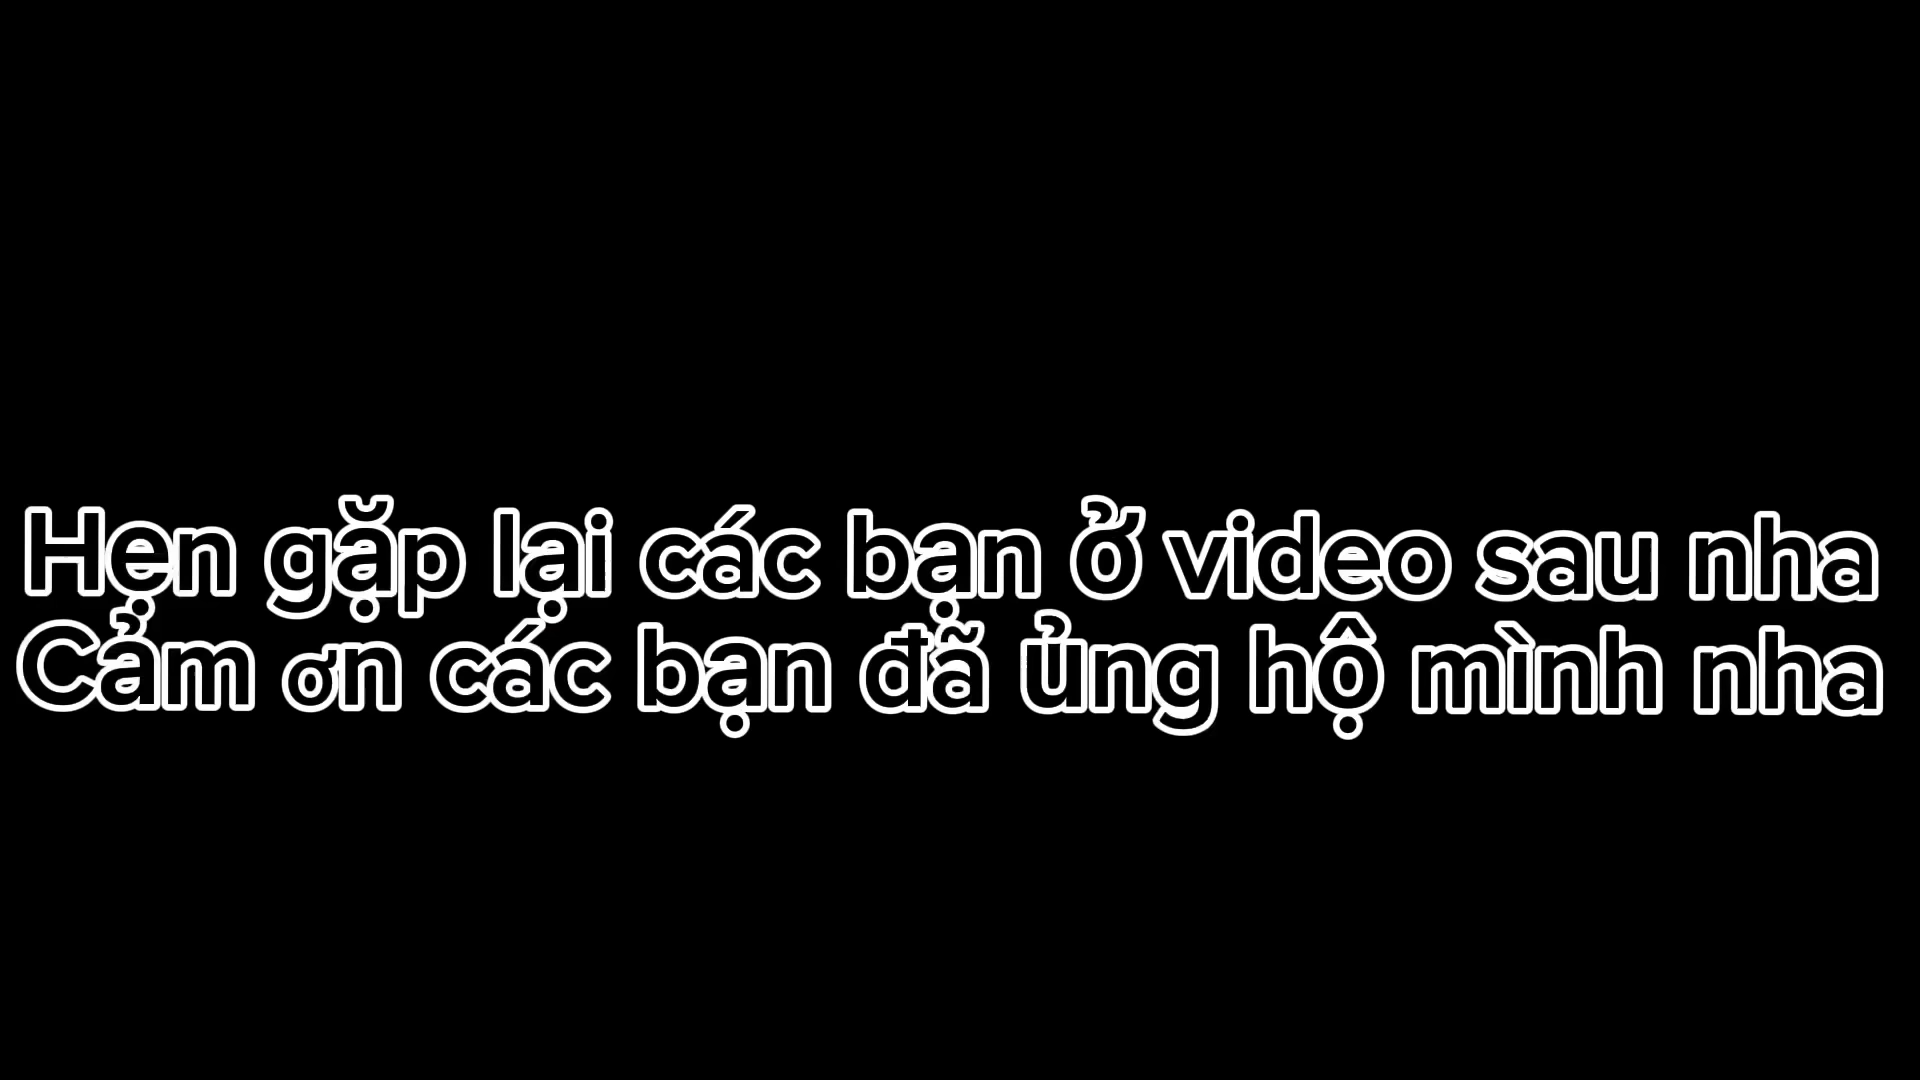 Hẹn gặp lại các bạn ở video sau nha
Cảm ơn các bạn đã ủng hộ mình nha